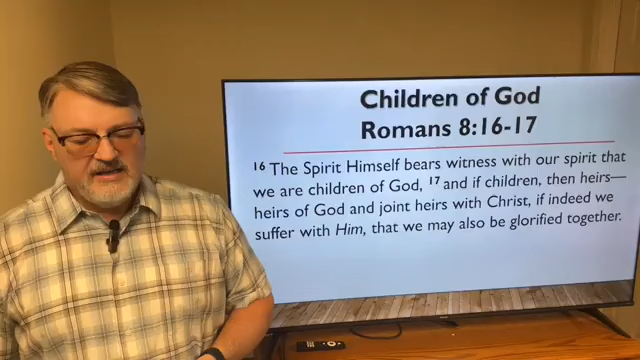 Children of God
Romans 8:16-17
16 The Spirit Himself bears witness with our spirit that
we are children of God, 17 and if children, then heirs—
heirs of God and joint heirs with Christ, if indeed we
suffer with Him, that we may also be glorified together.